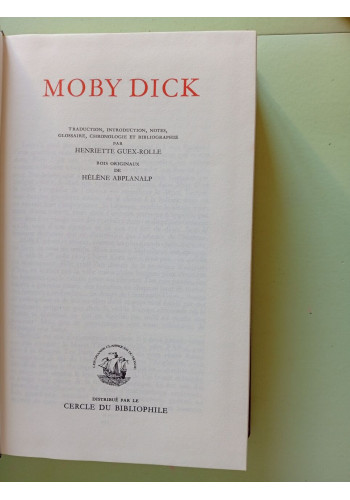 MOBY DICK
TRADUCTION, INTRODUCTION, NOTES,
GLOSSAIRE, CHRONOLOGIE ET BIBLIOGRAPHIE
PAR
HENRIETTE GUEX-ROLLE
BOIS ORIGINAUX
DE
HÉLÈNE ABPLANALP
DISTRIBUÉ PAR LE
CERCLE DU BIBLIOPHILE